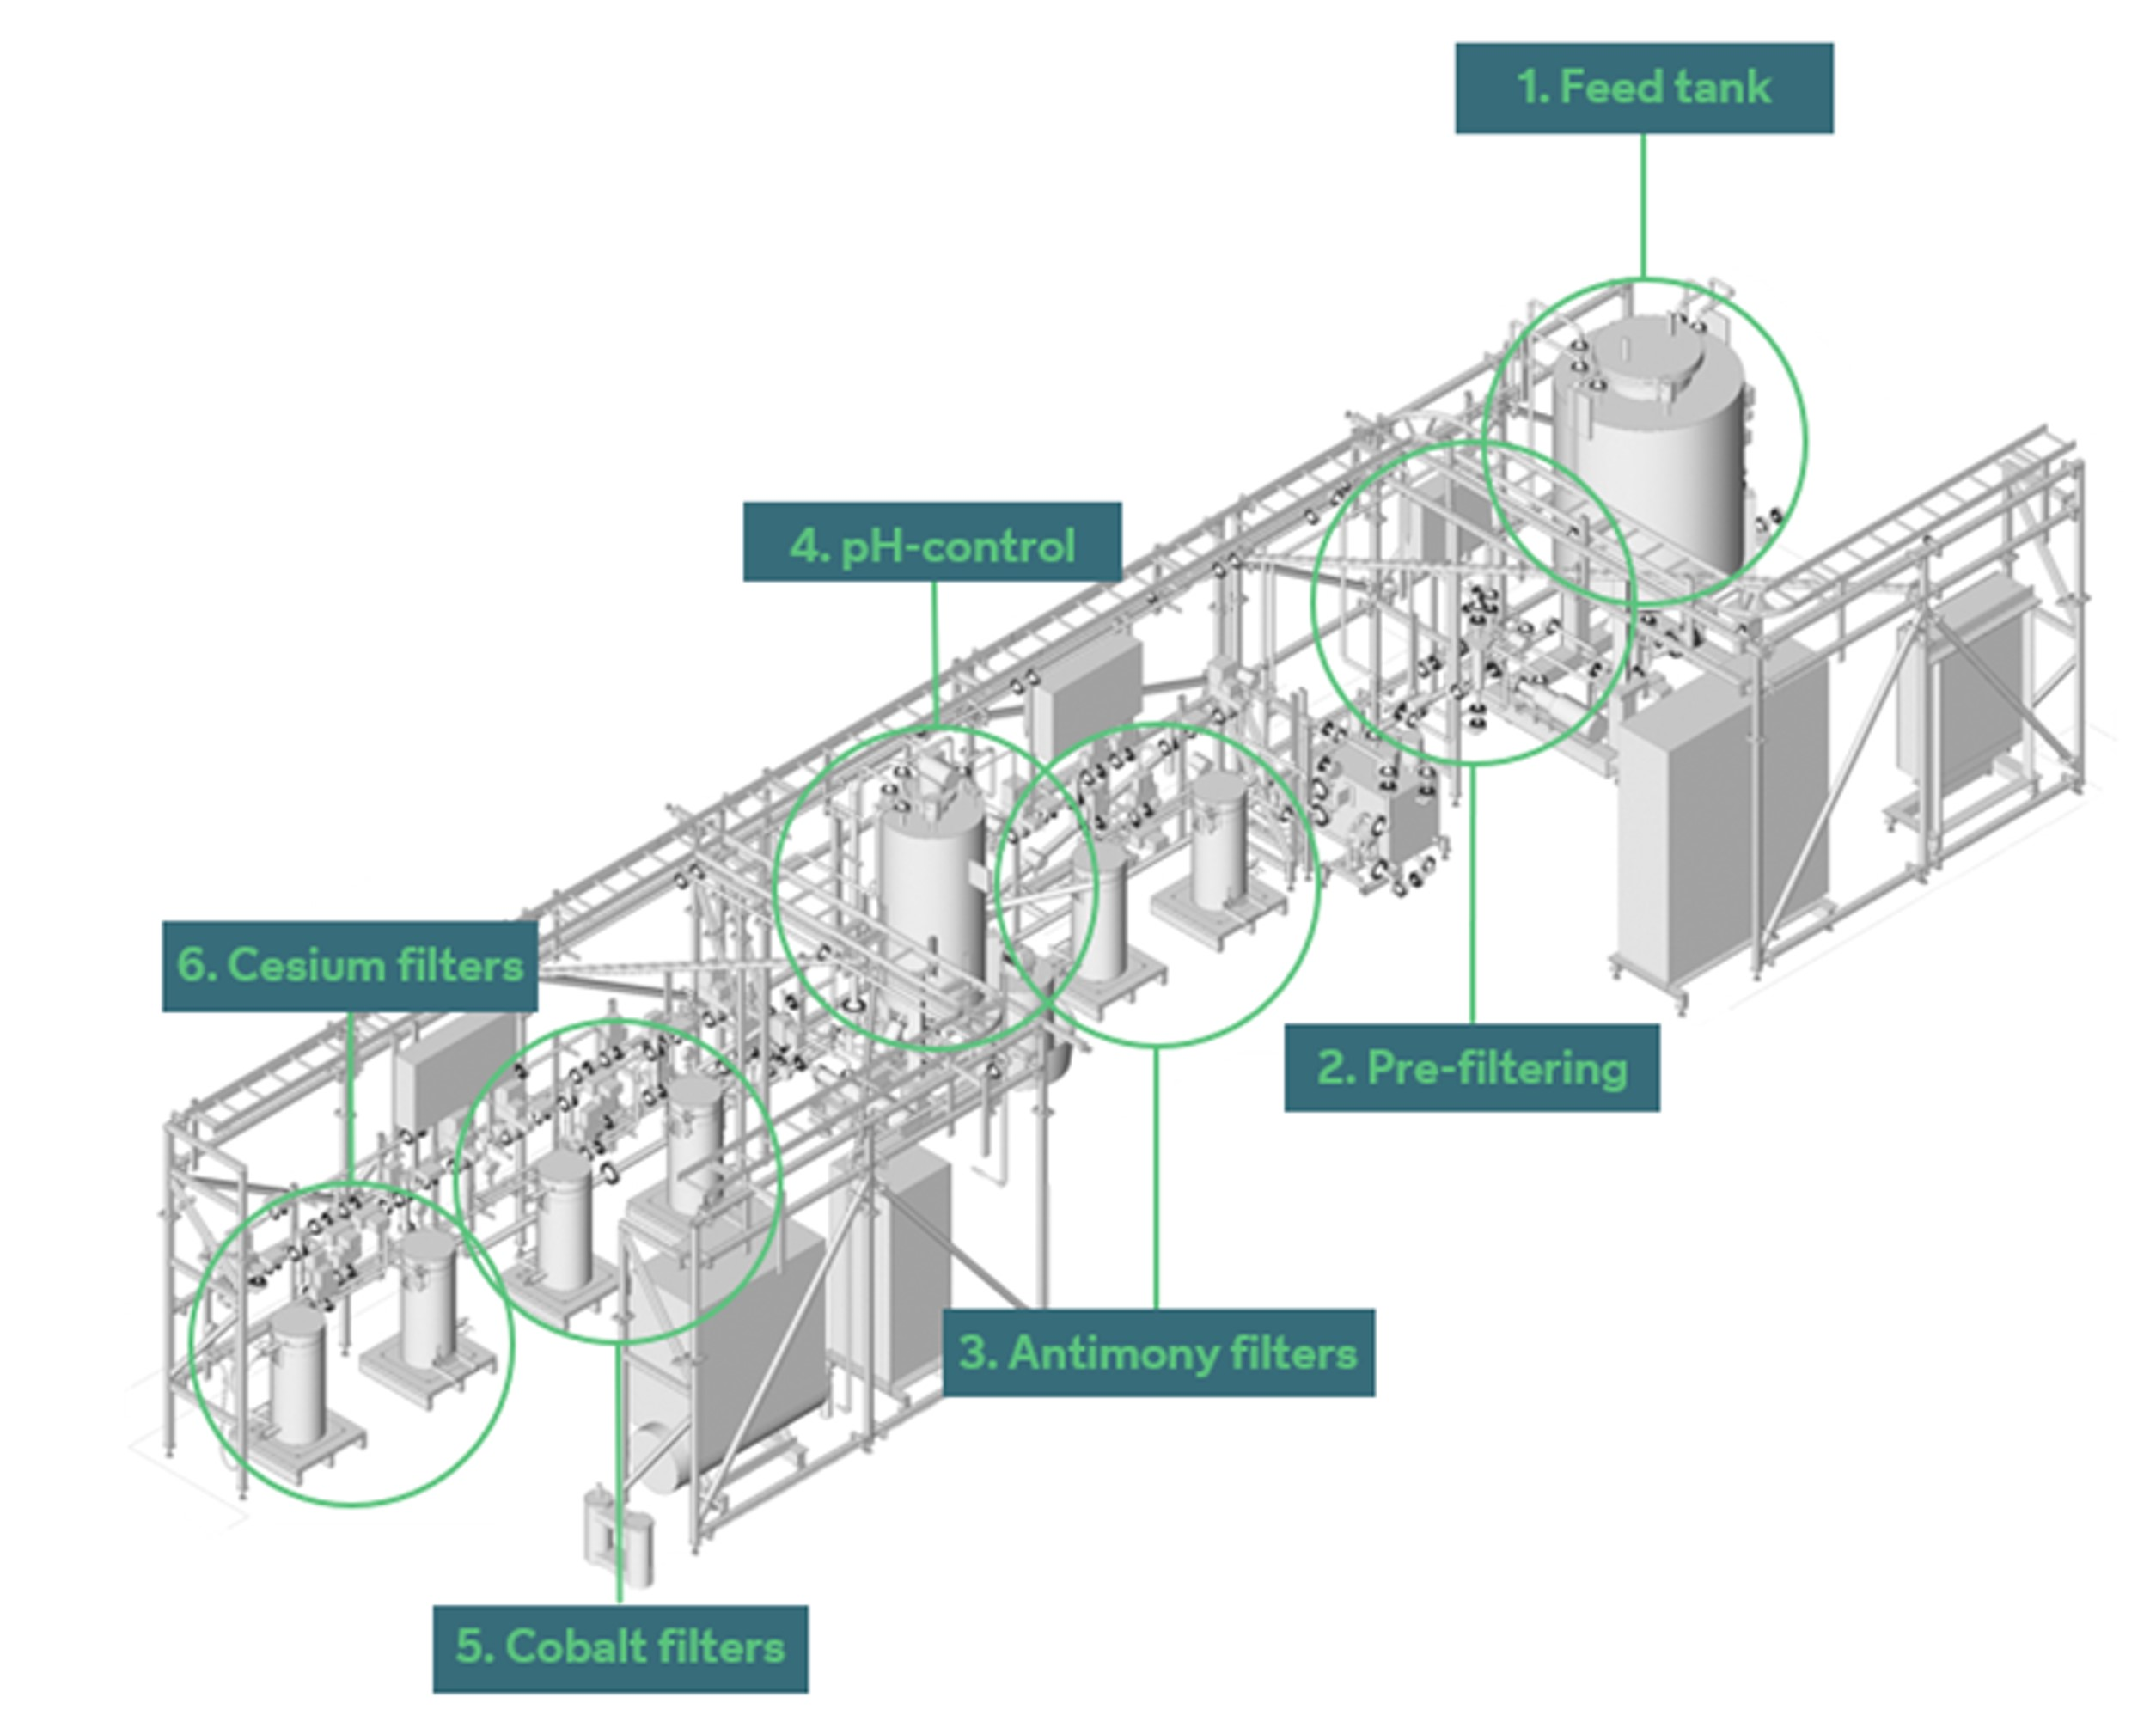 1. Feed tank
4. pH-control
6. Cesium filters
2. Pre-filtering
3. Antimony filters
5. Cobalt filters